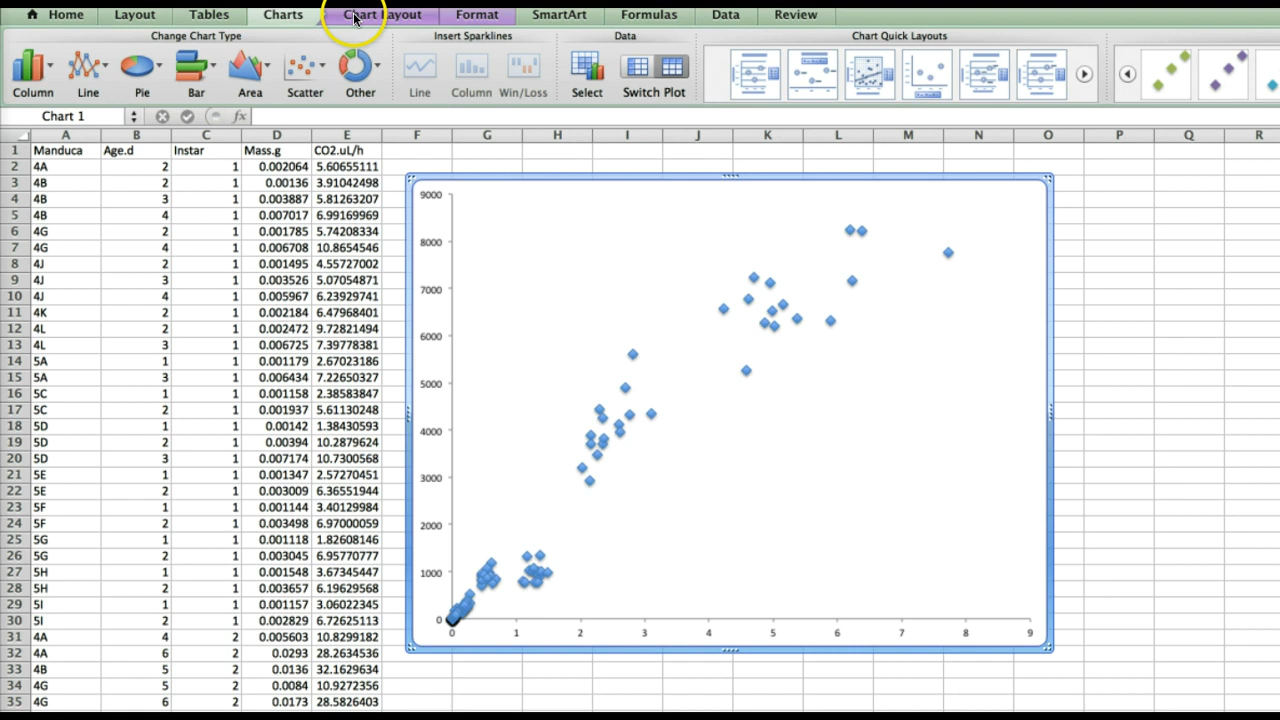 Home Layout Tables Charts Chart Layout Format SmartArt Formulas Data Review
Change Chart Type Insert Sparklines Data Chart Quick Layouts
Column Line Pie Bar Area Scatter Other Line Column Win/Loss Select Switch Plot
Chart 1 fx
A B C D E F G H I J K L M N O P Q R
1 Manduca Age.d Instar Mass.g CO2.uL/h
2 4A 2 1 0.002064 5.60655111
3 4B 2 1 0.00136 3.91042498
4 4B 3 1 0.003887 5.81263207
5 4B 4 1 0.007017 6.99169969
6 4G 2 1 0.001785 5.74208334
7 4G 4 1 0.006708 10.8654546
8 4J 2 1 0.001495 4.55727002
9 4J 3 1 0.003526 5.07054871
10 4J 4 1 0.005967 6.23929741
11 4K 2 1 0.002184 6.47968401
12 4L 2 1 0.002472 9.72821494
13 4L 3 1 0.006725 7.39778381
14 5A 1 1 0.001179 2.67023186
15 5A 3 1 0.006434 7.22650327
16 5C 1 1 0.001158 2.38583847
17 5C 2 1 0.001937 5.61130248
18 5D 1 1 0.00142 1.38430593
19 5D 2 1 0.00394 10.2879624
20 5D 3 1 0.007174 10.7300568
21 5E 1 1 0.001347 2.57270451
22 5E 2 1 0.003009 6.36551944
23 5F 1 1 0.001144 3.40129984
24 5F 2 1 0.003498 6.97000059
25 5G 1 1 0.001118 1.82608146
26 5G 2 1 0.003045 6.95770777
27 5H 1 1 0.001548 3.67345447
28 5H 2 1 0.003657 6.19629568
29 5I 1 1 0.001157 3.06022345
30 5I 2 1 0.002829 6.72625113
31 4A 4 2 0.005603 10.8299182
32 4A 6 2 0.0293 28.2634536
33 4B 5 2 0.0136 32.1629634
34 4G 5 2 0.0084 10.9272356
35 4G 6 2 0.0173 28.5826403
9000
8000
7000
6000
5000
4000
3000
2000
1000
0
0 1 2 3 4 5 6 7 8 9